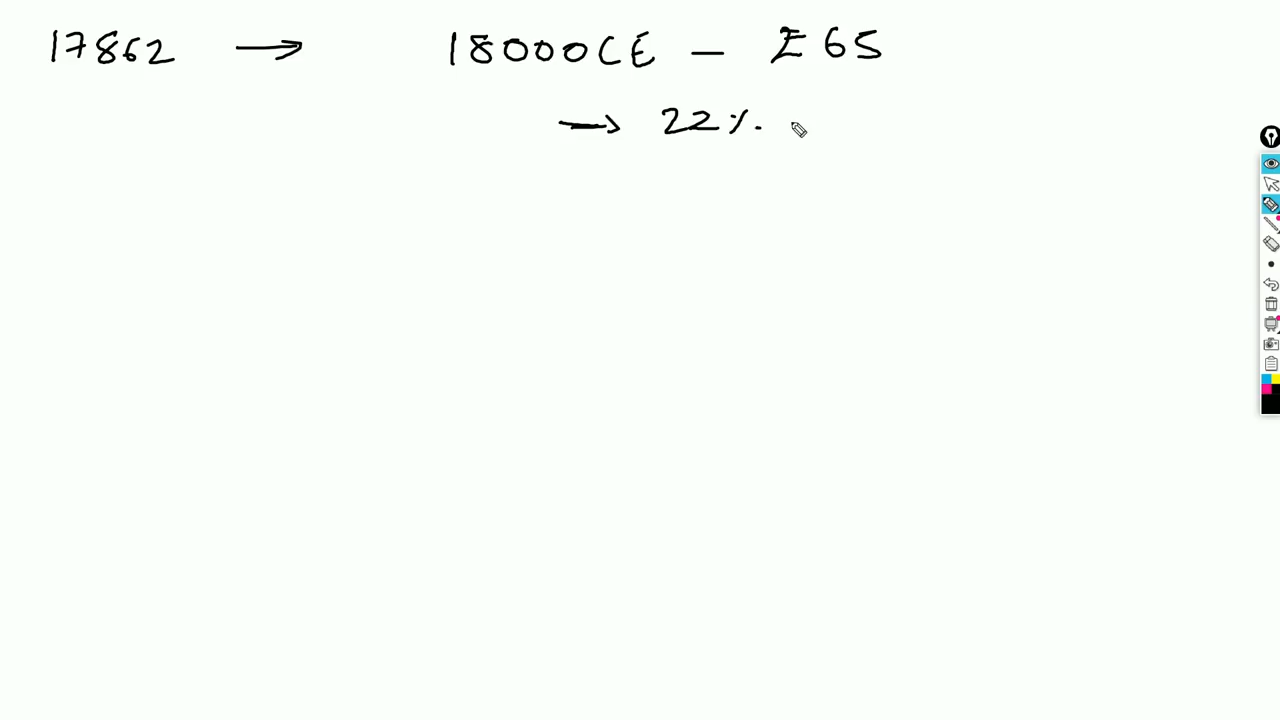 17862 → 18000CE – £65
→ 22%.